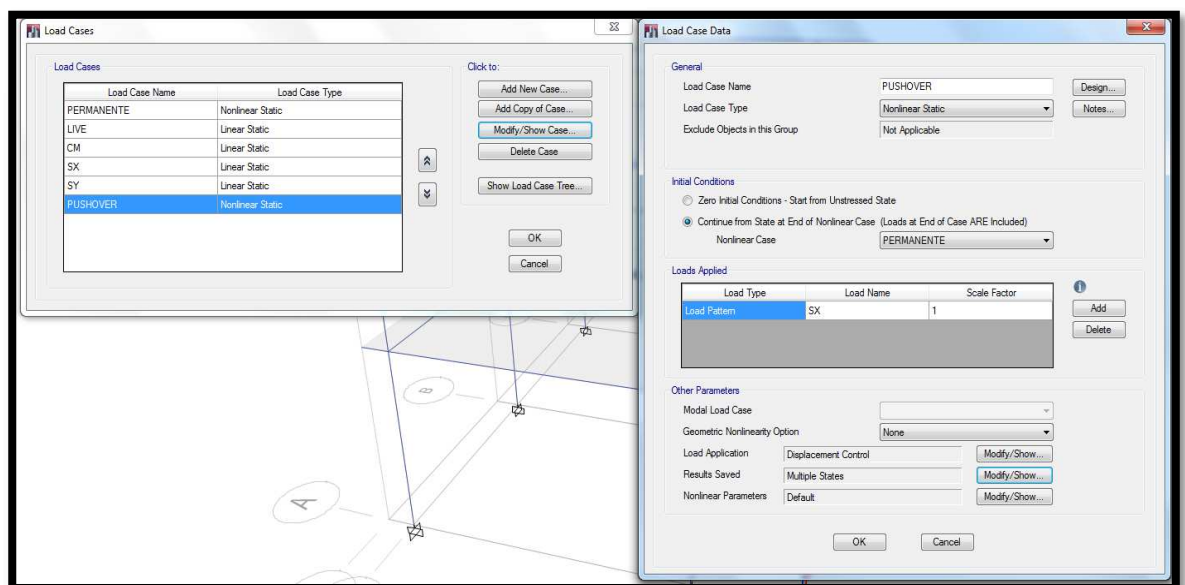 Load Cases
Load Cases
Load Case Name Load Case Type
PERMANENTE Nonlinear Static
LIVE Linear Static
CM Linear Static
SX Linear Static
SY Linear Static
PUSHOVER Nonlinear Static
Click to:
Add New Case...
Add Copy of Case...
Modify/Show Case...
Delete Case
Show Load Case Tree...
OK
Cancel
B
A
Load Case Data
General
Load Case Name PUSHOVER Design...
Load Case Type Nonlinear Static Notes...
Exclude Objects in this Group Not Applicable
Initial Conditions
Zero Initial Conditions - Start from Unstressed State
Continue from State at End of Nonlinear Case (Loads at End of Case ARE Included)
Nonlinear Case PERMANENTE
Loads Applied
Load Type Load Name Scale Factor
Load Pattern SX 1
Add
Delete
Other Parameters
Modal Load Case
Geometric Nonlinearity Option None
Load Application Displacement Control Modify/Show...
Results Saved Multiple States Modify/Show...
Nonlinear Parameters Default Modify/Show...
OK Cancel